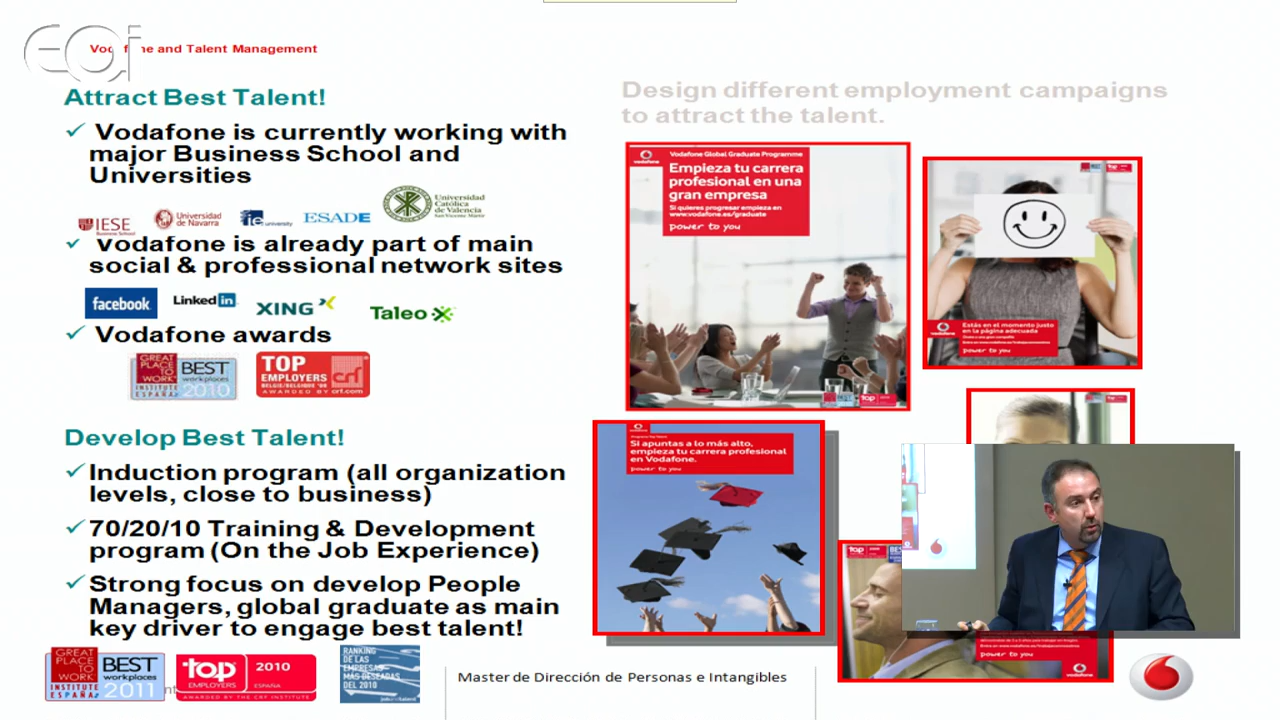 eoi
Vodafone and Talent Management
Attract Best Talent!
Vodafone is currently working with
major Business School and
Universities
IESE
Business School
Universidad
de Navarra
ie university
ESADE
Universidad
Católica
de Valencia
San Vicente Mártir
Vodafone is already part of main
social & professional network sites
facebook
Linked in
XING
Taleo
Vodafone awards
GREAT
PLACE
TO
WORK
INSTITUTE
ESPAÑA
BEST
workplaces
2010
TOP
EMPLOYERS
BELGIE/BELGIQUE '09
AWARDED BY CRF.COM
crf
Develop Best Talent!
Induction program (all organization
levels, close to business)
70/20/10 Training & Development
program (On the Job Experience)
Strong focus on develop People
Managers, global graduate as main
key driver to engage best talent!
GREAT
PLACE
TO
WORK
INSTITUTE
ESPAÑA
BEST
workplaces
2011
top
EMPLOYERS
2010
ESPAÑA
AWARDED BY THE CRF INSTITUTE
RANKING
DE LAS
EMPRESAS
MÁS DESEADAS
DEL 2010
Master de Dirección de Personas e Intangibles
Design different employment campaigns
to attract the talent.
vodafone
Vodafone Global Graduate Programme
Empieza tu carrera
profesional en una
gran empresa
Si quieres progresar empieza en
www.vodafone.es/graduate
power to you
top
Estás en el momento justo
en la página adecuada
power to you
Si apuntas a lo más alto,
empieza tu carrera profesional
en Vodafone.
power to you
top
power to you